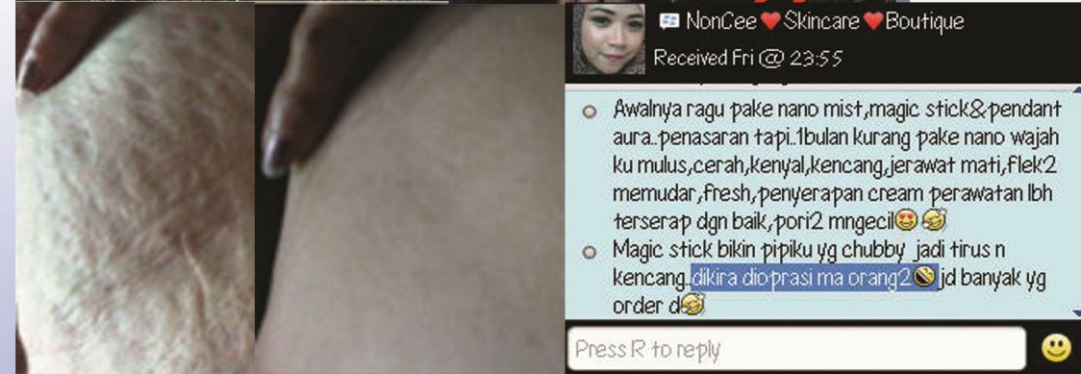 NonCee❤Skincare❤Boutique
Received Fri @ 23:55
Awalnya ragu pake nano mist,magic stick&pendant
aura..penasaran tapi..1bulan kurang pake nano wajah
ku mulus,cerah,kenyal,kencang,jerawat mati,flek2
memudar,fresh,penyerapan cream perawatan lbh
terserap dgn baik,pori2 mngecil😍😂
Magic stick bikin pipiku yg chubby jadi tirus n
kencang..dikira dioprasi ma orang2 jd banyak yg
order d😂
Press R to reply